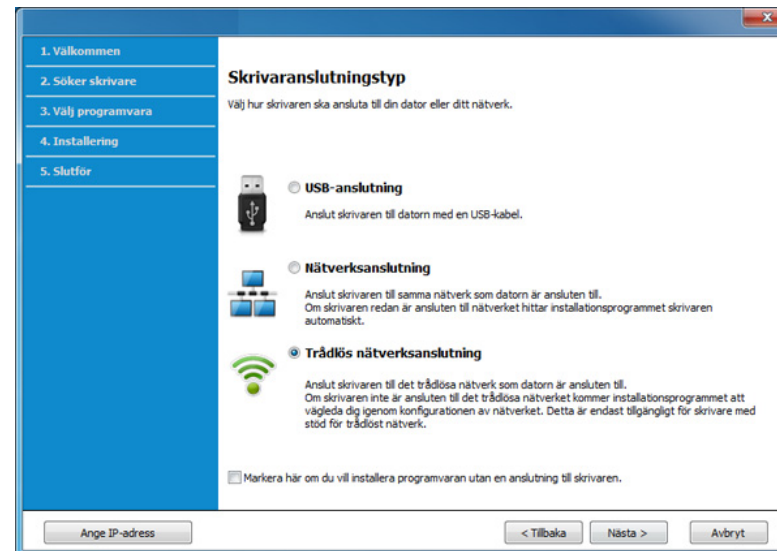 1. Välkommen
2. Söker skrivare
3. Välj programvara
4. Installering
5. Slutför
Skrivaranslutningstyp
Välj hur skrivaren ska ansluta till din dator eller ditt nätverk.
USB-anslutning
Anslut skrivaren till datorn med en USB-kabel.
Nätverksanslutning
Anslut skrivaren till samma nätverk som datorn är ansluten till.
Om skrivaren redan är ansluten till nätverket hittar installationsprogrammet skrivaren
automatiskt.
Trådlös nätverksanslutning
Anslut skrivaren till det trådlösa nätverk som datorn är ansluten till.
Om skrivaren inte är ansluten till det trådlösa nätverket kommer installationsprogrammet att
vägleda dig igenom konfigurationen av nätverket. Detta är endast tillgängligt för skrivare med
stöd för trådlöst nätverk.
Markera här om du vill installera programvaran utan en anslutning till skrivaren.
Ange IP-adress
< Tillbaka
Nästa >
Avbryt